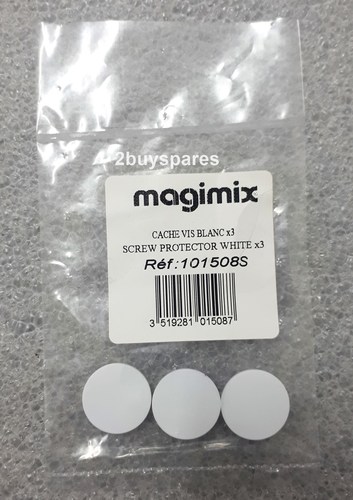 2buyspares
magimix
CACHE VIS BLANC x3
SCREW PROTECTOR WHITE x3
Réf:101508S
3 519281 015087